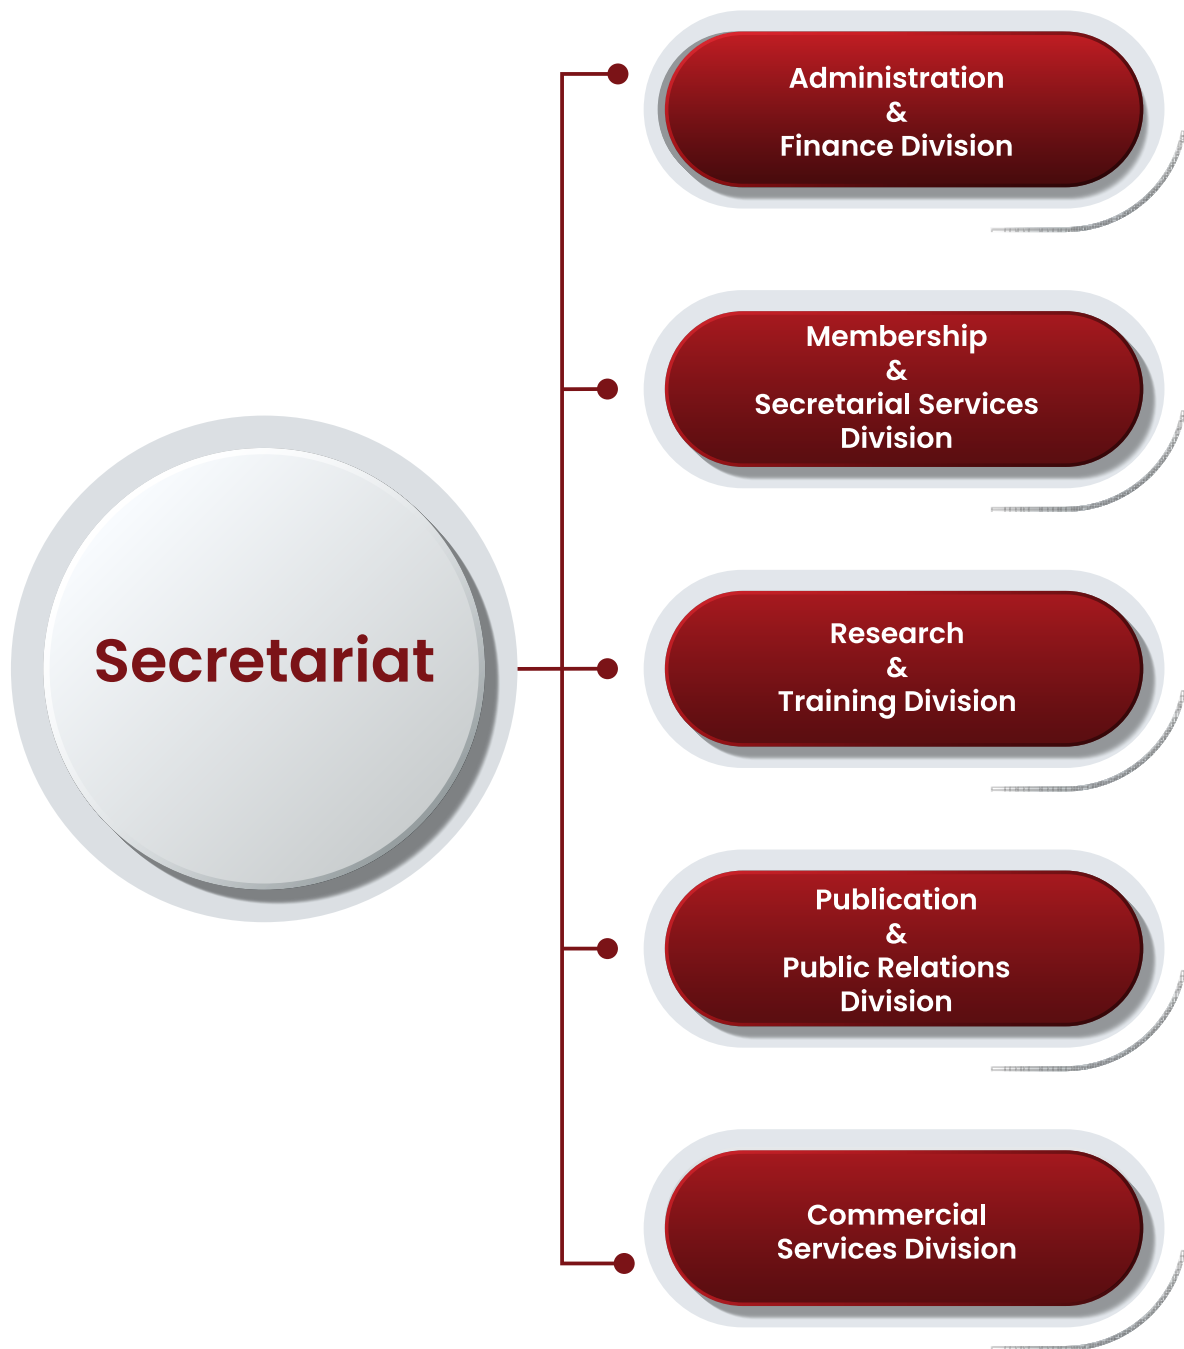 Secretariat
Administration
&
Finance Division
Membership
&
Secretarial Services
Division
Research
&
Training Division
Publication
&
Public Relations
Division
Commercial
Services Division